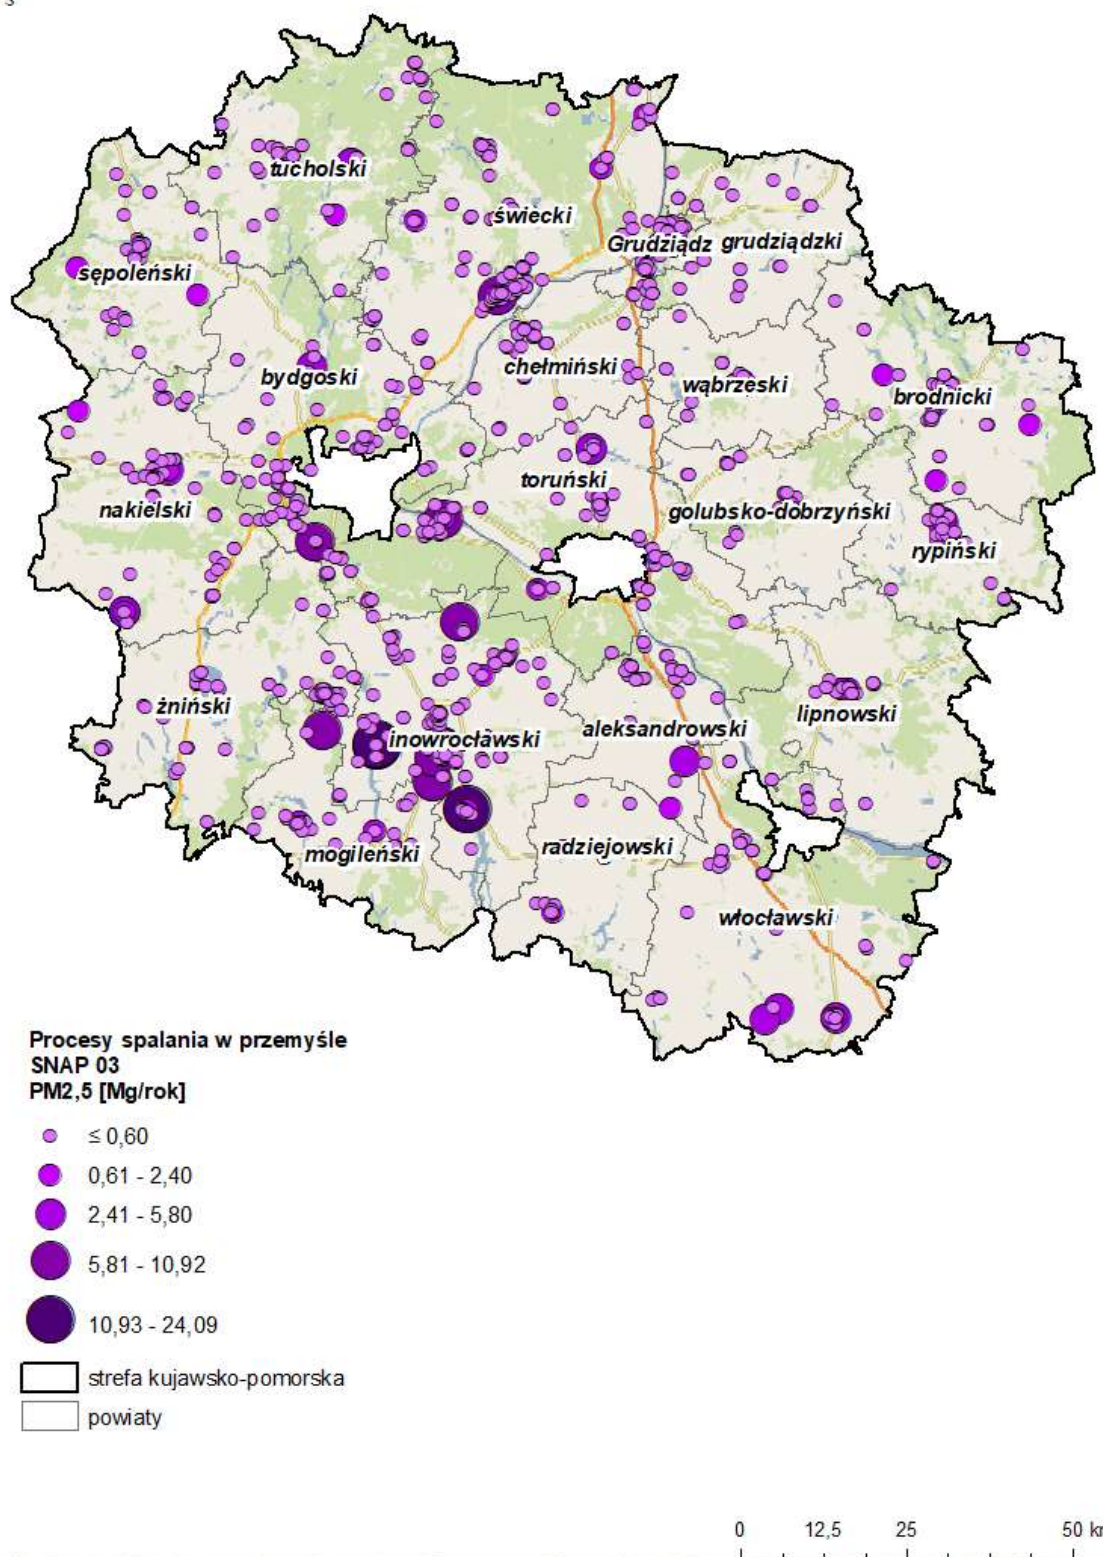 tucholski
świecki
Grudziądz grudziądzki
sępoleński
bydgoski
chełmiński
wąbrzeski
brodnicki
toruński
nakielski
golubsko-dobrzyński
rypiński
żniński
lipnowski
aleksandrowski
inowrocławski
mogileński
radziejowski
włocławski
Procesy spalania w przemyśle
SNAP 03
PM2,5 [Mg/rok]
≤ 0,60
0,61 - 2,40
2,41 - 5,80
5,81 - 10,92
10,93 - 24,09
strefa kujawsko-pomorska
powiaty
0 12,5 25 50 km